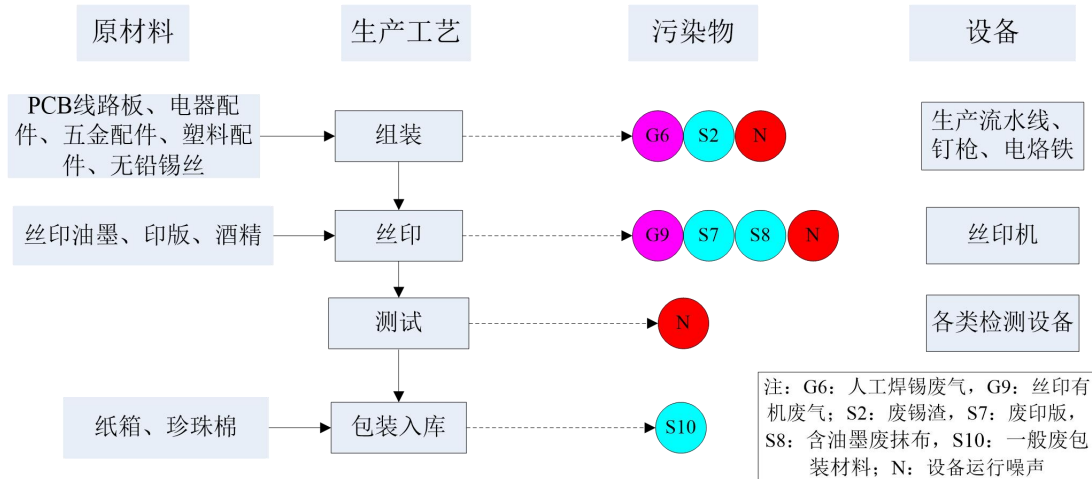 原材料
生产工艺
污染物
设备
PCB线路板、电器配
件、五金配件、塑料配
件、无铅锡丝
组装
G6
S2
N
生产流水线、
钉枪、电烙铁
丝印油墨、印版、酒精
丝印
G9
S7
S8
N
丝印机
测试
N
各类检测设备
纸箱、珍珠棉
包装入库
S10
注：G6：人工焊锡废气，G9：丝印有
机废气；S2：废锡渣，S7：废印版，
S8：含油墨废抹布，S10：一般废包
装材料；N：设备运行噪声